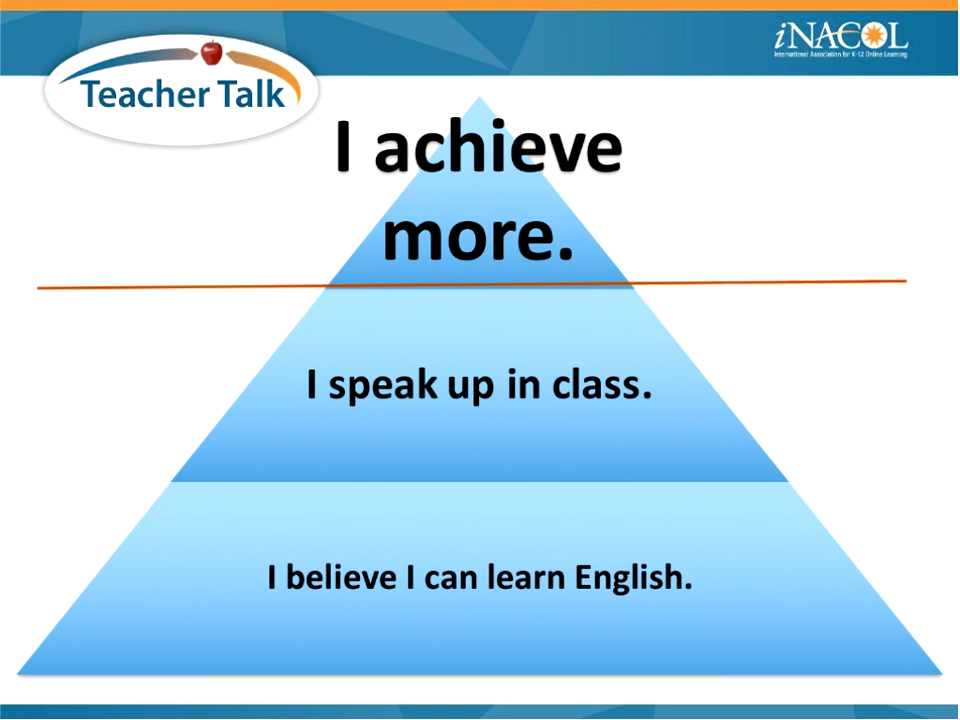 iNACOL
International Association for K-12 Online Learning
Teacher Talk
I achieve
more.
I speak up in class.
I believe I can learn English.